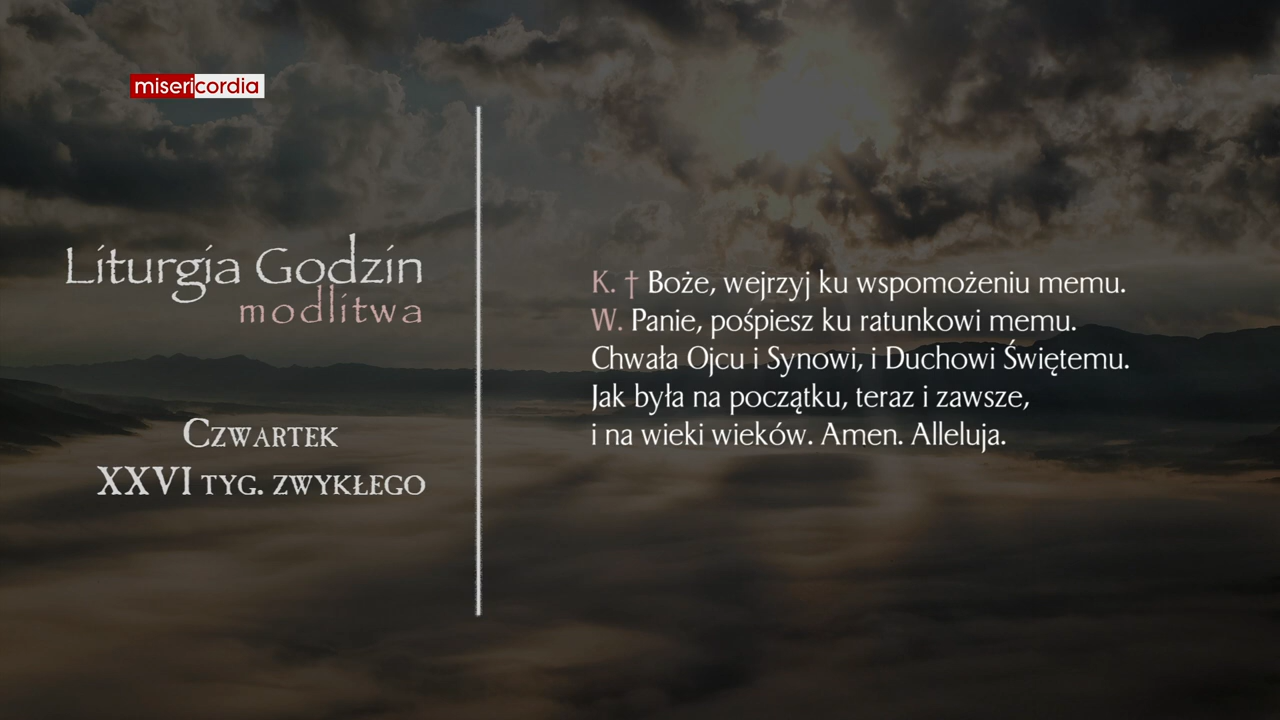 misericordia
Liturgia Godzin
modlitwa
Czwartek
XXVI tyg. zwykłego
K. † Boże, wejrzyj ku wspomożeniu memu.
W. Panie, pośpiesz ku ratunkowi memu.
Chwała Ojcu i Synowi, i Duchowi Świętemu.
Jak była na początku, teraz i zawsze,
i na wieki wieków. Amen. Alleluja.